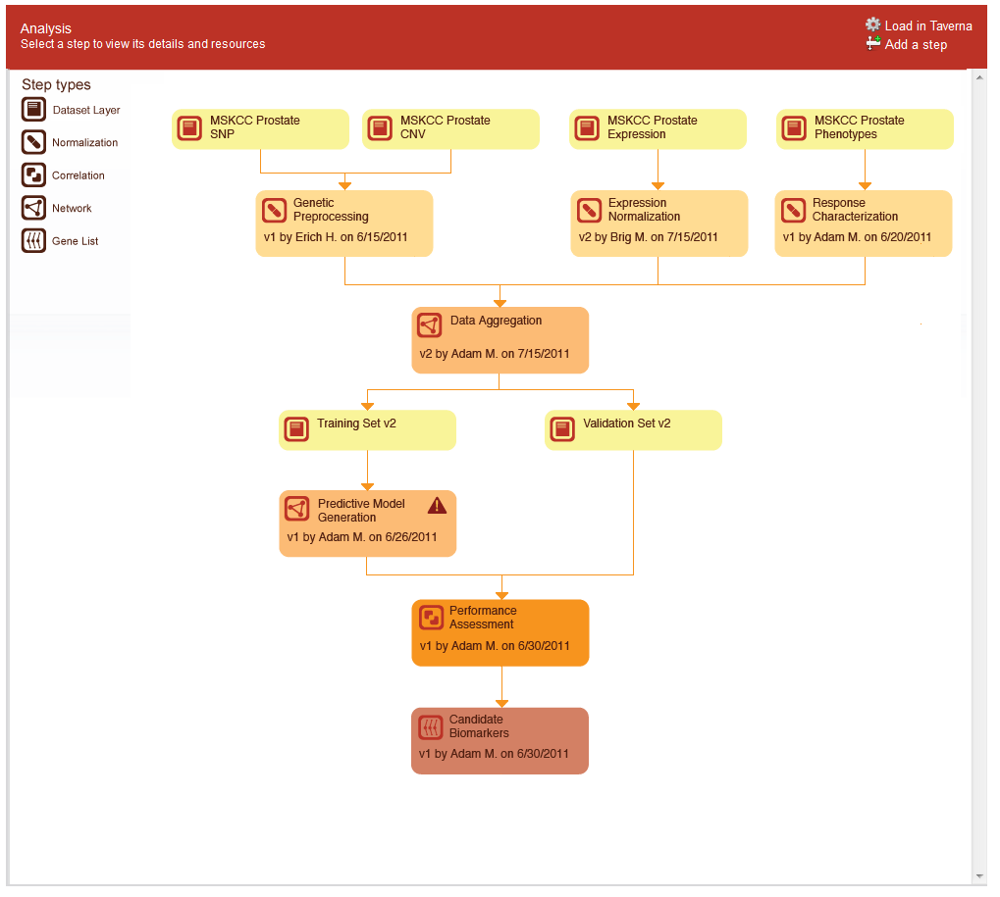 Analysis
Select a step to view its details and resources
Load in Taverna
Add a step
Step types
Dataset Layer
Normalization
Correlation
Network
Gene List
MSKCC Prostate
SNP
MSKCC Prostate
CNV
MSKCC Prostate
Expression
MSKCC Prostate
Phenotypes
Genetic
Preprocessing
v1 by Erich H. on 6/15/2011
Expression
Normalization
v2 by Brig M. on 7/15/2011
Response
Characterization
v1 by Adam M. on 6/20/2011
Data Aggregation
v2 by Adam M. on 7/15/2011
Training Set v2
Validation Set v2
Predictive Model
Generation
v1 by Adam M. on 6/26/2011
Performance
Assessment
v1 by Adam M. on 6/30/2011
Candidate
Biomarkers
v1 by Adam M. on 6/30/2011